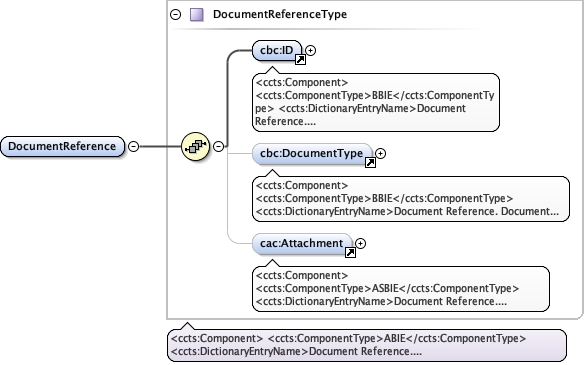 DocumentReferenceType
cbc:ID
<ccts:Component>
<ccts:ComponentType>BBIE</ccts:ComponentTy
pe> <ccts:DictionaryEntryName>Document
Reference....
DocumentReference
cbc:DocumentType
<ccts:Component>
<ccts:ComponentType>BBIE</ccts:ComponentType>
<ccts:DictionaryEntryName>Document Reference. Document...
cac:Attachment
<ccts:Component>
<ccts:ComponentType>ASBIE</ccts:ComponentType>
<ccts:DictionaryEntryName>Document Reference....
<ccts:Component> <ccts:ComponentType>ABIE</ccts:ComponentType>
<ccts:DictionaryEntryName>Document Reference....